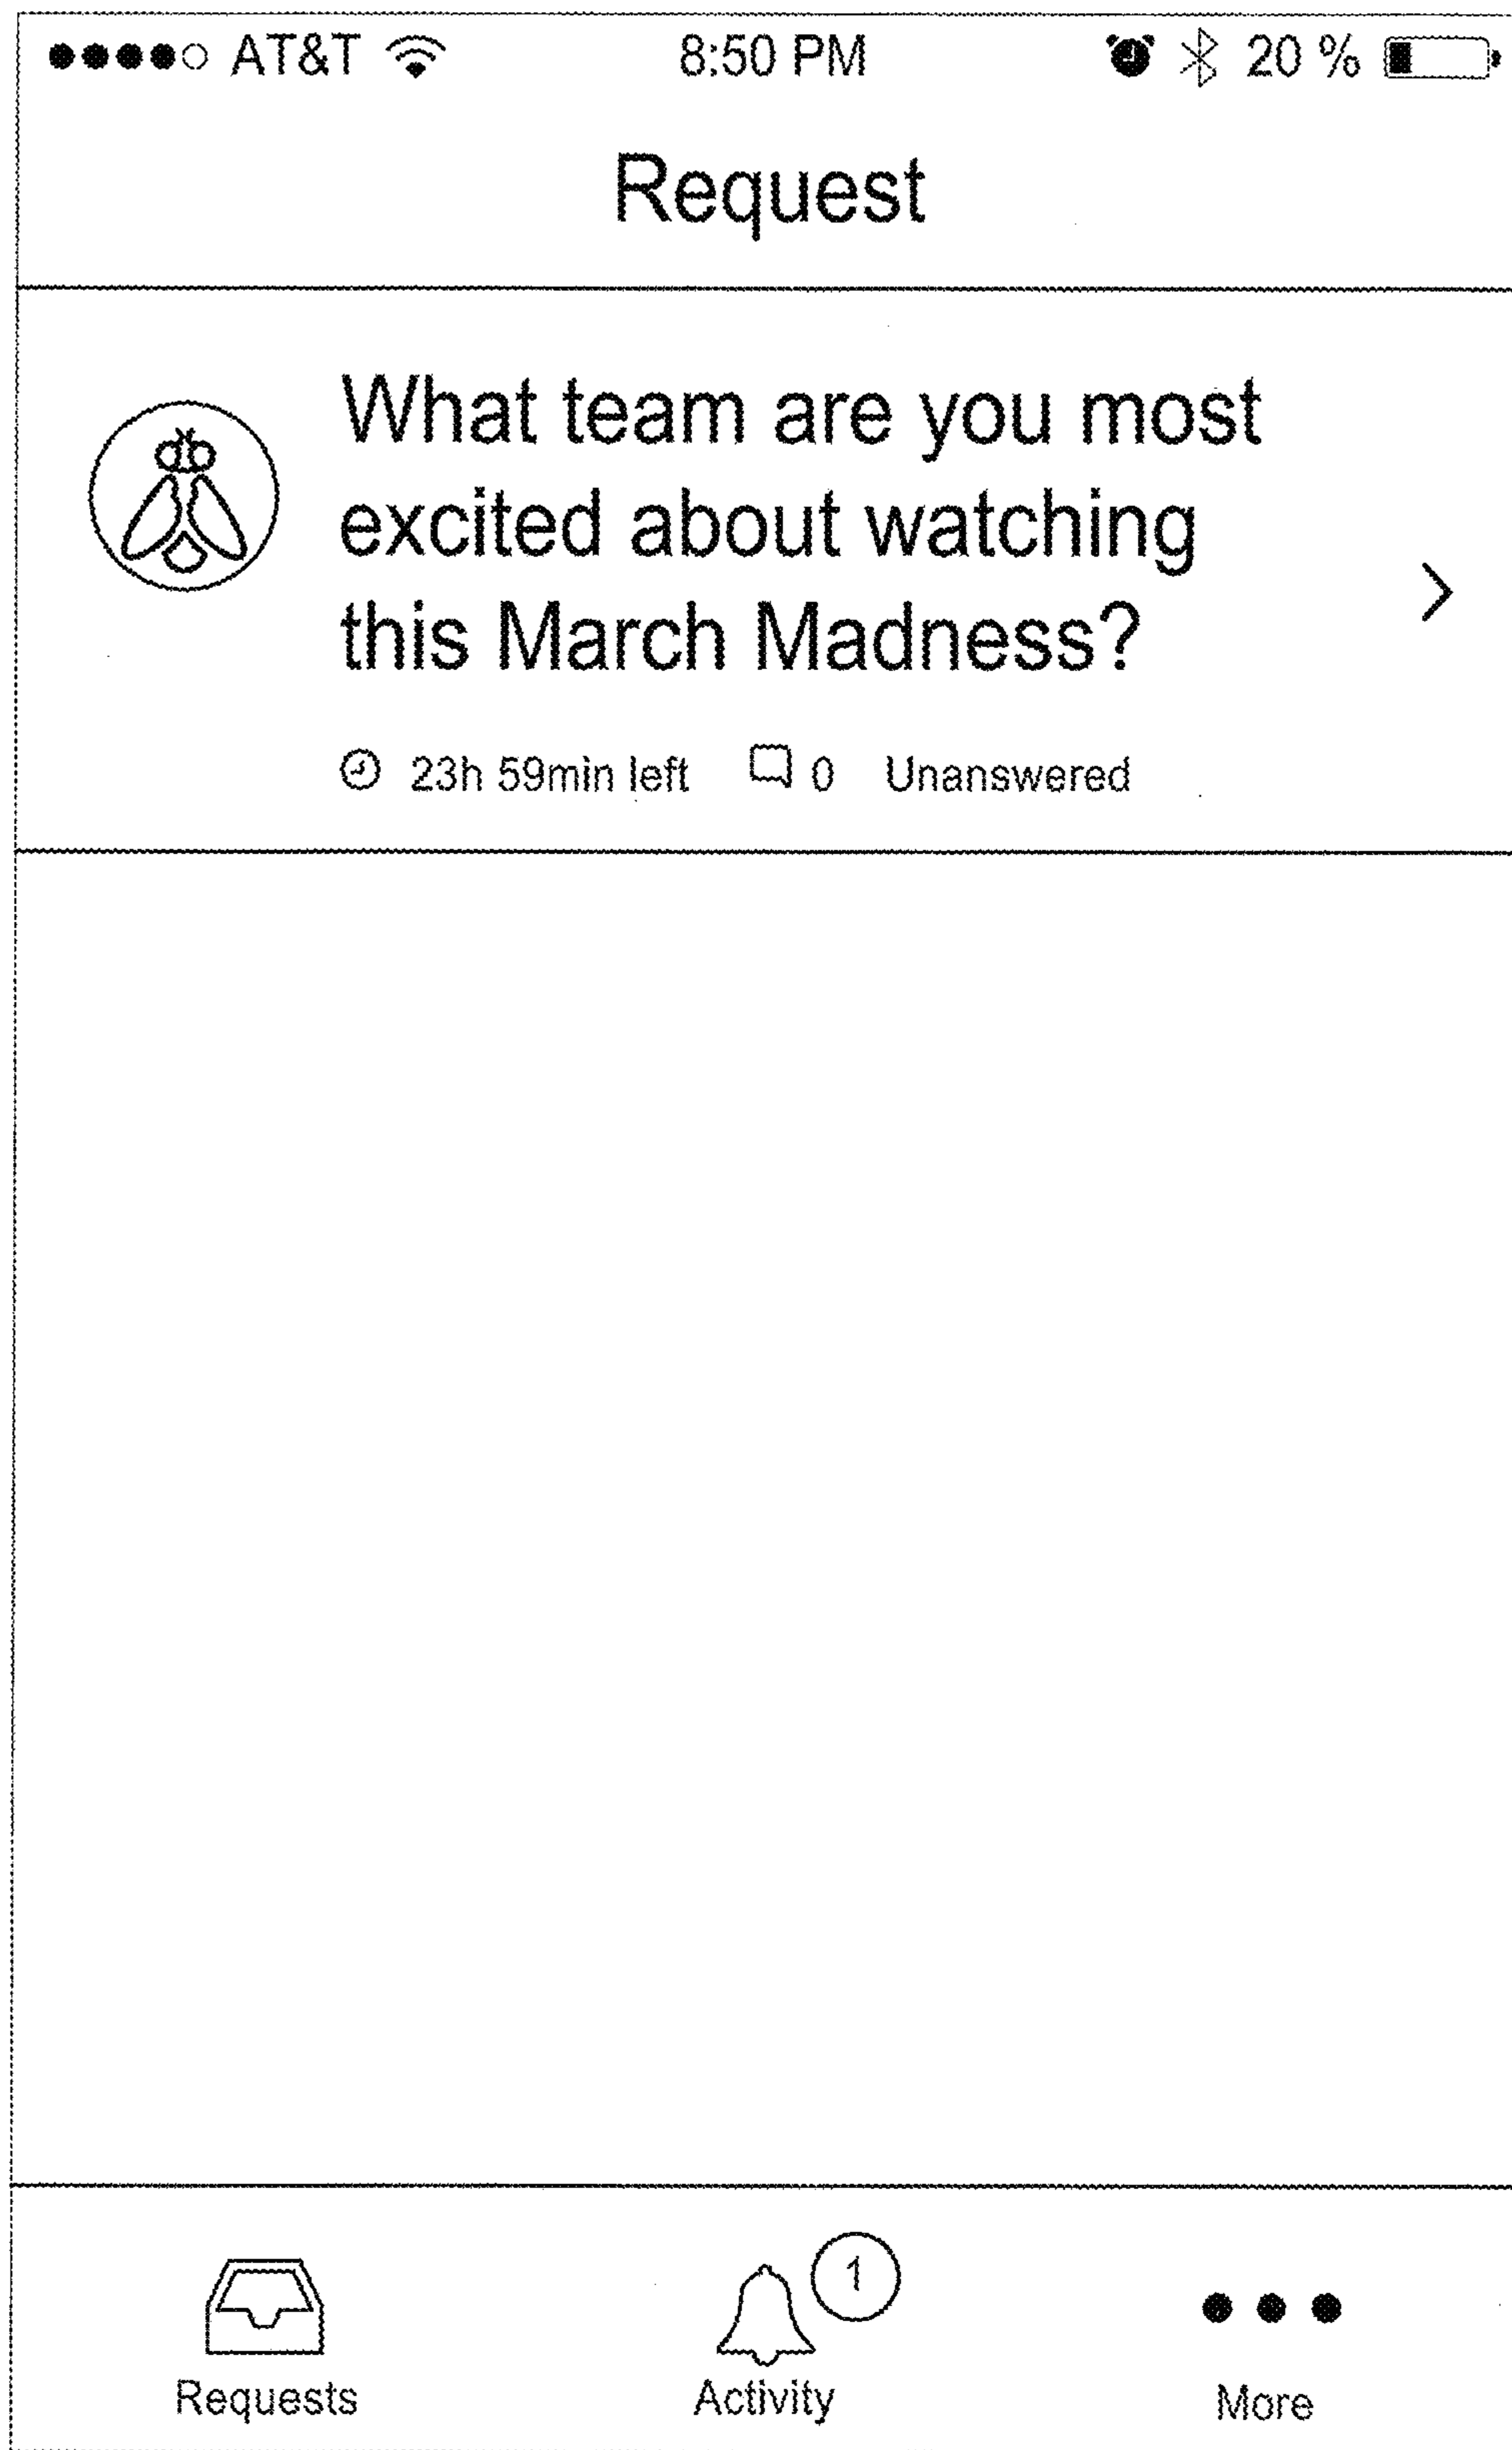 AT&T 8:50 PM 20 %
Request
What team are you most
excited about watching
this March Madness?
23h 59min left 0 Unanswered
1
Requests Activity More